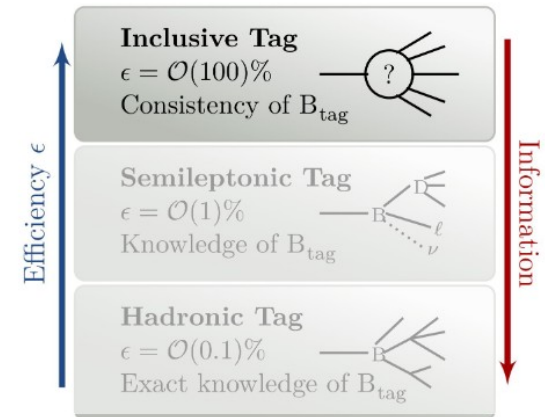 Inclusive Tag
ϵ = O(100)%
Consistency of B_tag
?
Semileptonic Tag
ϵ = O(1)%
Knowledge of B_tag
B
D
ℓ
ν
Hadronic Tag
ϵ = O(0.1)%
Exact knowledge of B_tag
B
Efficiency ϵ
Information